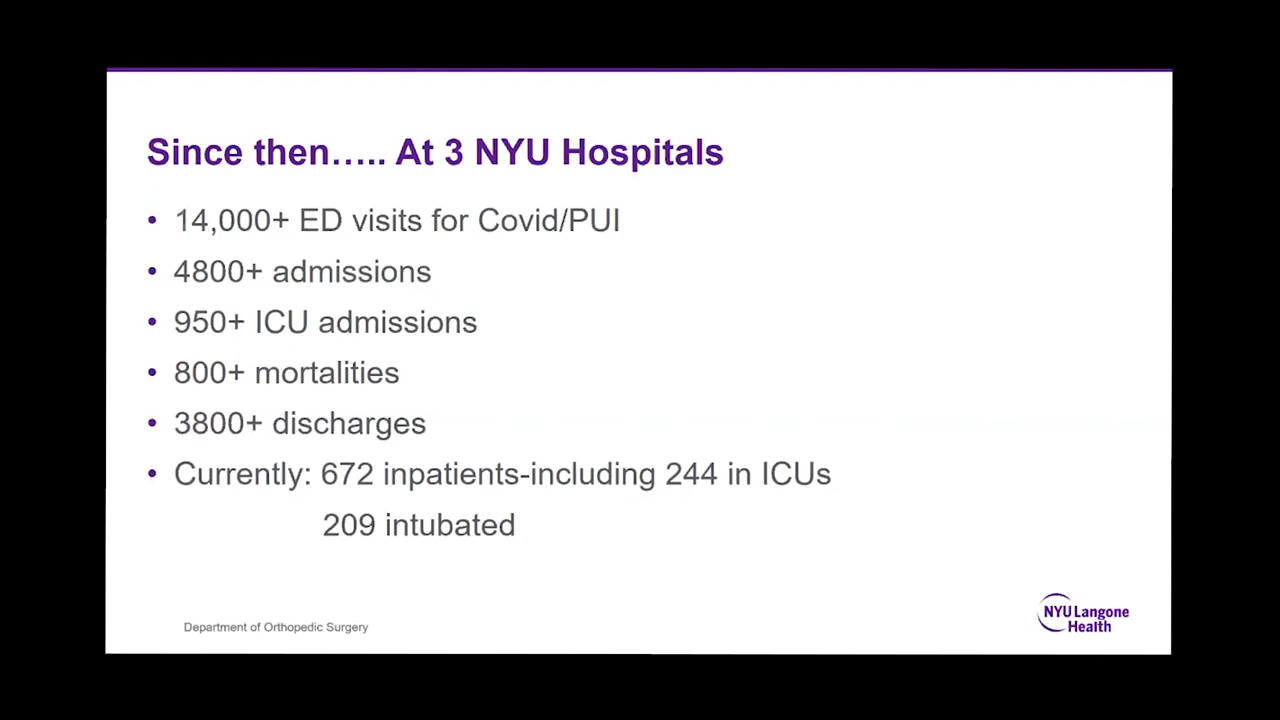 Since then….. At 3 NYU Hospitals
• 14,000+ ED visits for Covid/PUI
• 4800+ admissions
• 950+ ICU admissions
• 800+ mortalities
• 3800+ discharges
• Currently: 672 inpatients-including 244 in ICUs
209 intubated
Department of Orthopedic Surgery
NYU Langone
Health